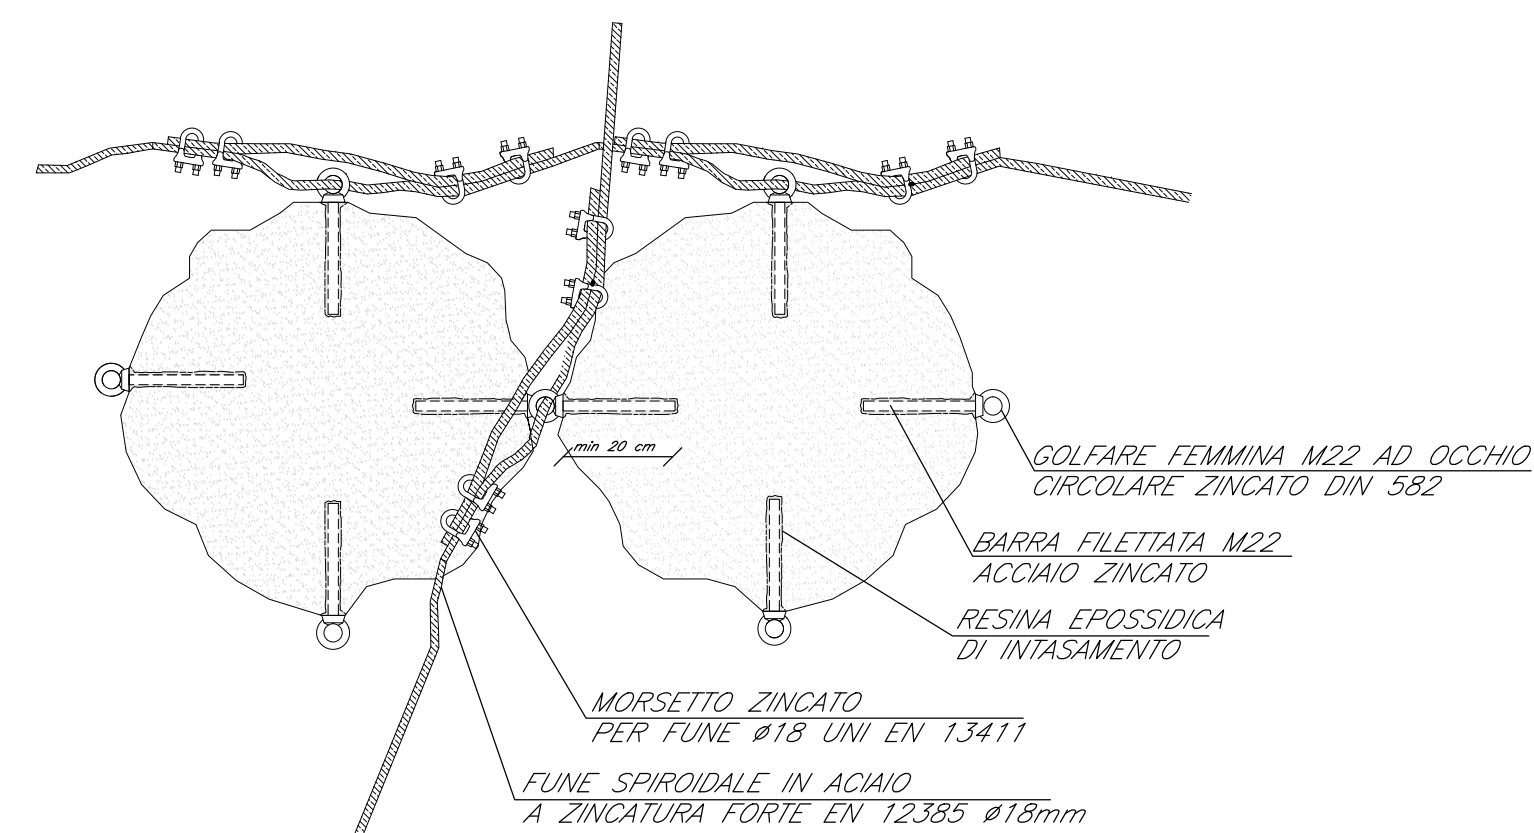 min 20 cm
GOLFARE FEMMINA M22 AD OCCHIO
CIRCOLARE ZINCATO DIN 582
BARRA FILETTATA M22
ACCIAIO ZINCATO
RESINA EPOSSIDICA
DI INTASAMENTO
MORSETTO ZINCATO
PER FUNE ø18 UNI EN 13411
FUNE SPIROIDALE IN ACIAIO
A ZINCATURA FORTE EN 12385 ø18mm